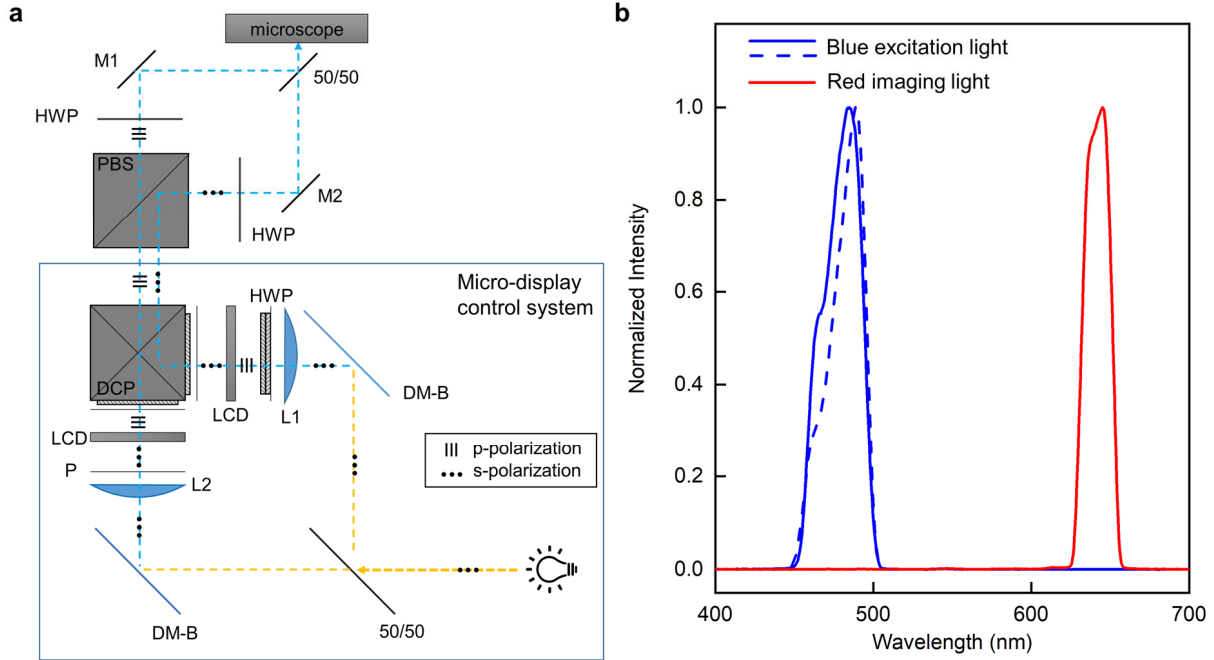 a
microscope
M1
50/50
HWP
PBS
M2
HWP
Micro-display
control system
HWP
DCP
DM-B
LCD
L1
LCD
P
L2
p-polarization
s-polarization
DM-B
50/50
b
Blue excitation light
Red imaging light
Normalized Intensity
1.0
0.8
0.6
0.4
0.2
0.0
400
500
600
700
Wavelength (nm)